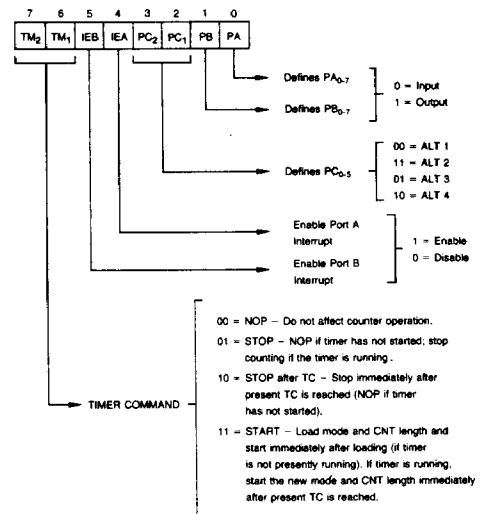 7 6 5 4 3 2 1 0
TM₂ TM₁ IEB IEA PC₂ PC₁ PB PA
Defines PA₀₋₇
0 = Input
1 = Output
Defines PB₀₋₇
Defines PC₀₋₅
00 = ALT 1
11 = ALT 2
01 = ALT 3
10 = ALT 4
Enable Port A
Interrupt
1 = Enable
0 = Disable
Enable Port B
Interrupt
TIMER COMMAND
00 = NOP – Do not affect counter operation.
01 = STOP – NOP if timer has not started; stop
counting if the timer is running.
10 = STOP after TC – Stop immediately after
present TC is reached (NOP if timer
has not started).
11 = START – Load mode and CNT length and
start immediately after loading (if timer
is not presently running). If timer is running,
start the new mode and CNT length immediately
after present TC is reached.